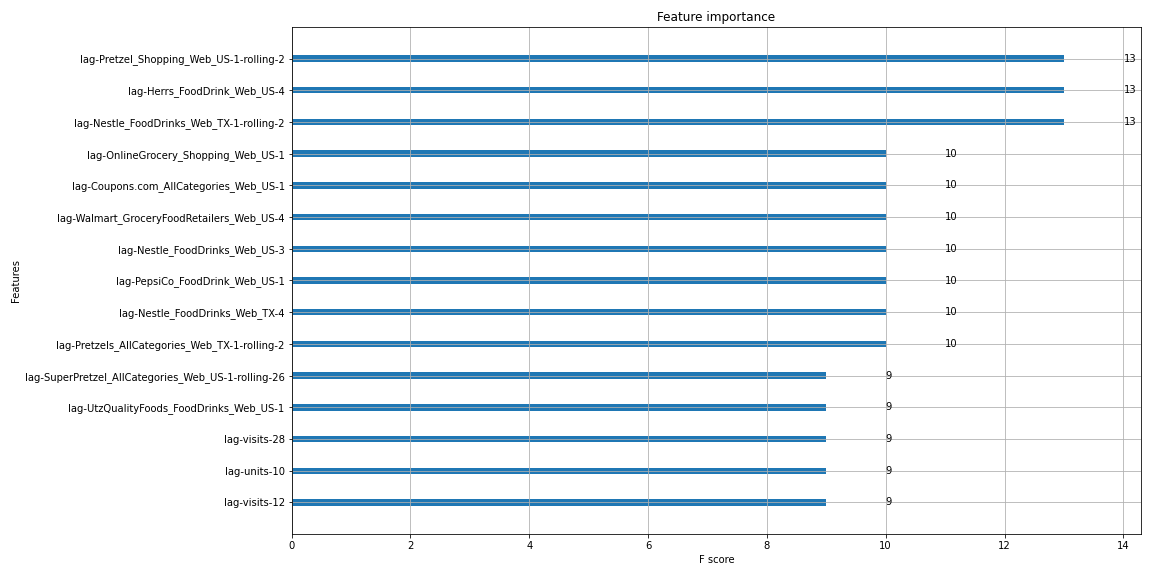 Feature importance
lag-Pretzel_Shopping_Web_US-1-rolling-2 13
lag-Herrs_FoodDrink_Web_US-4 13
lag-Nestle_FoodDrinks_Web_TX-1-rolling-2 13
lag-OnlineGrocery_Shopping_Web_US-1 10
lag-Coupons.com_AllCategories_Web_US-1 10
lag-Walmart_GroceryFoodRetailers_Web_US-4 10
lag-Nestle_FoodDrinks_Web_US-3 10
lag-PepsiCo_FoodDrink_Web_US-1 10
lag-Nestle_FoodDrinks_Web_TX-4 10
lag-Pretzels_AllCategories_Web_TX-1-rolling-2 10
lag-SuperPretzel_AllCategories_Web_US-1-rolling-26 9
lag-UtzQualityFoods_FoodDrinks_Web_US-1 9
lag-visits-28 9
lag-units-10 9
lag-visits-12 9
Features
0 2 4 6 8 10 12 14
F score